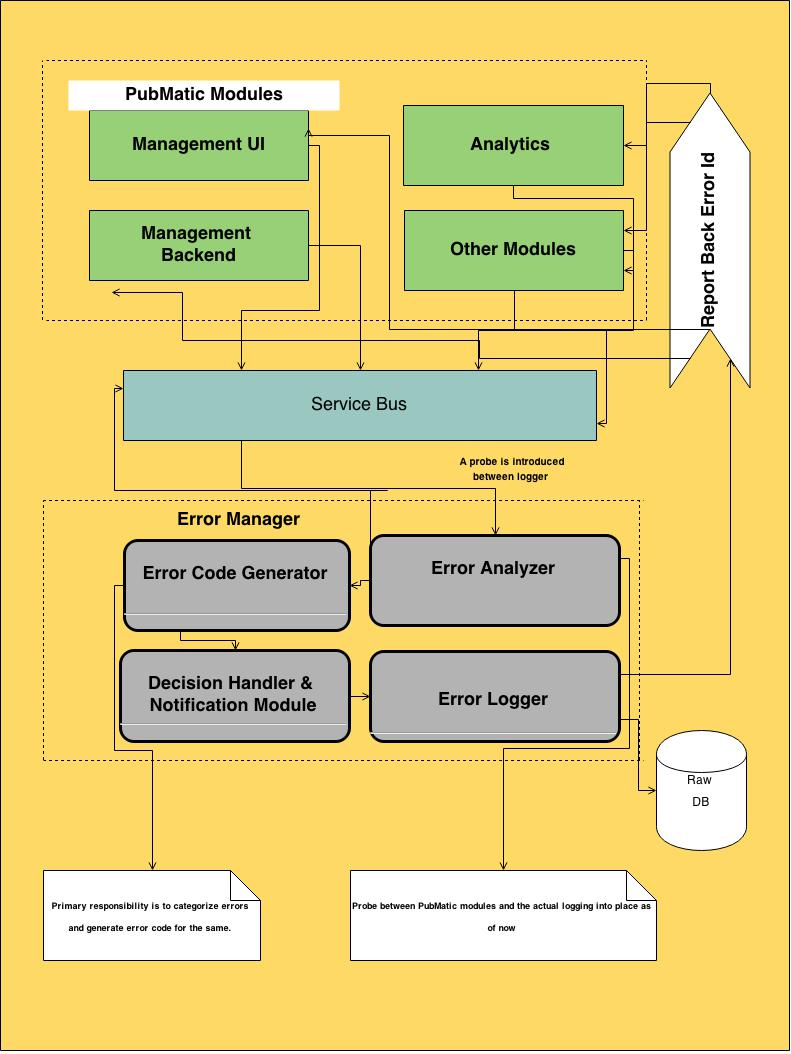 PubMatic Modules
Management UI
Analytics
Management
Backend
Other Modules
Report Back Error Id
Service Bus
A probe is introduced
between logger
Error Manager
Error Code Generator
Error Analyzer
Decision Handler &
Notification Module
Error Logger
Raw
DB
Primary responsibility is to categorize errors
and generate error code for the same.
Probe between PubMatic modules and the actual logging into place as
of now